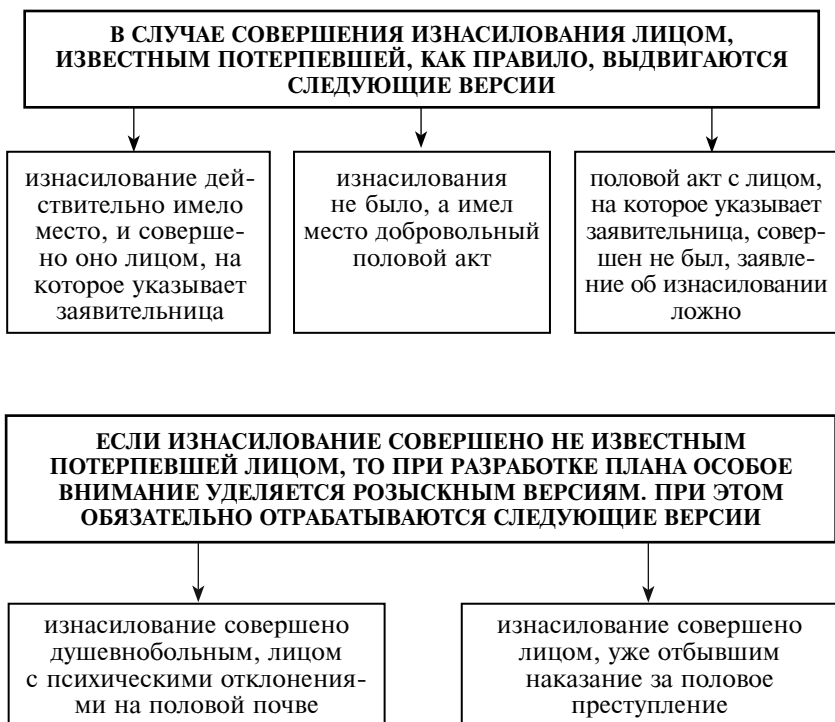 В СЛУЧАЕ СОВЕРШЕНИЯ ИЗНАСИЛОВАНИЯ ЛИЦОМ,
ИЗВЕСТНЫМ ПОТЕРПЕВШЕЙ, КАК ПРАВИЛО, ВЫДВИГАЮТСЯ
СЛЕДУЮЩИЕ ВЕРСИИ
изнасилование дей-
ствительно имело
место, и соверше-
но оно лицом, на
которое указывает
заявительница
изнасилования
не было, а имел
место добровольный
половой акт
половой акт с лицом,
на которое указывает
заявительница, совер-
шен не был, заявле-
ние об изнасиловании
ложно
ЕСЛИ ИЗНАСИЛОВАНИЕ СОВЕРШЕНО НЕ ИЗВЕСТНЫМ
ПОТЕРПЕВШЕЙ ЛИЦОМ, ТО ПРИ РАЗРАБОТКЕ ПЛАНА ОСОБОЕ
ВНИМАНИЕ УДЕЛЯЕТСЯ РОЗЫСКНЫМ ВЕРСИЯМ. ПРИ ЭТОМ
ОБЯЗАТЕЛЬНО ОТРАБАТЫВАЮТСЯ СЛЕДУЮЩИЕ ВЕРСИИ
изнасилование совершено
душевнобольным, лицом
с психическими отклонения-
ми на половой почве
изнасилование совершено
лицом, уже отбывшим
наказание за половое
преступление